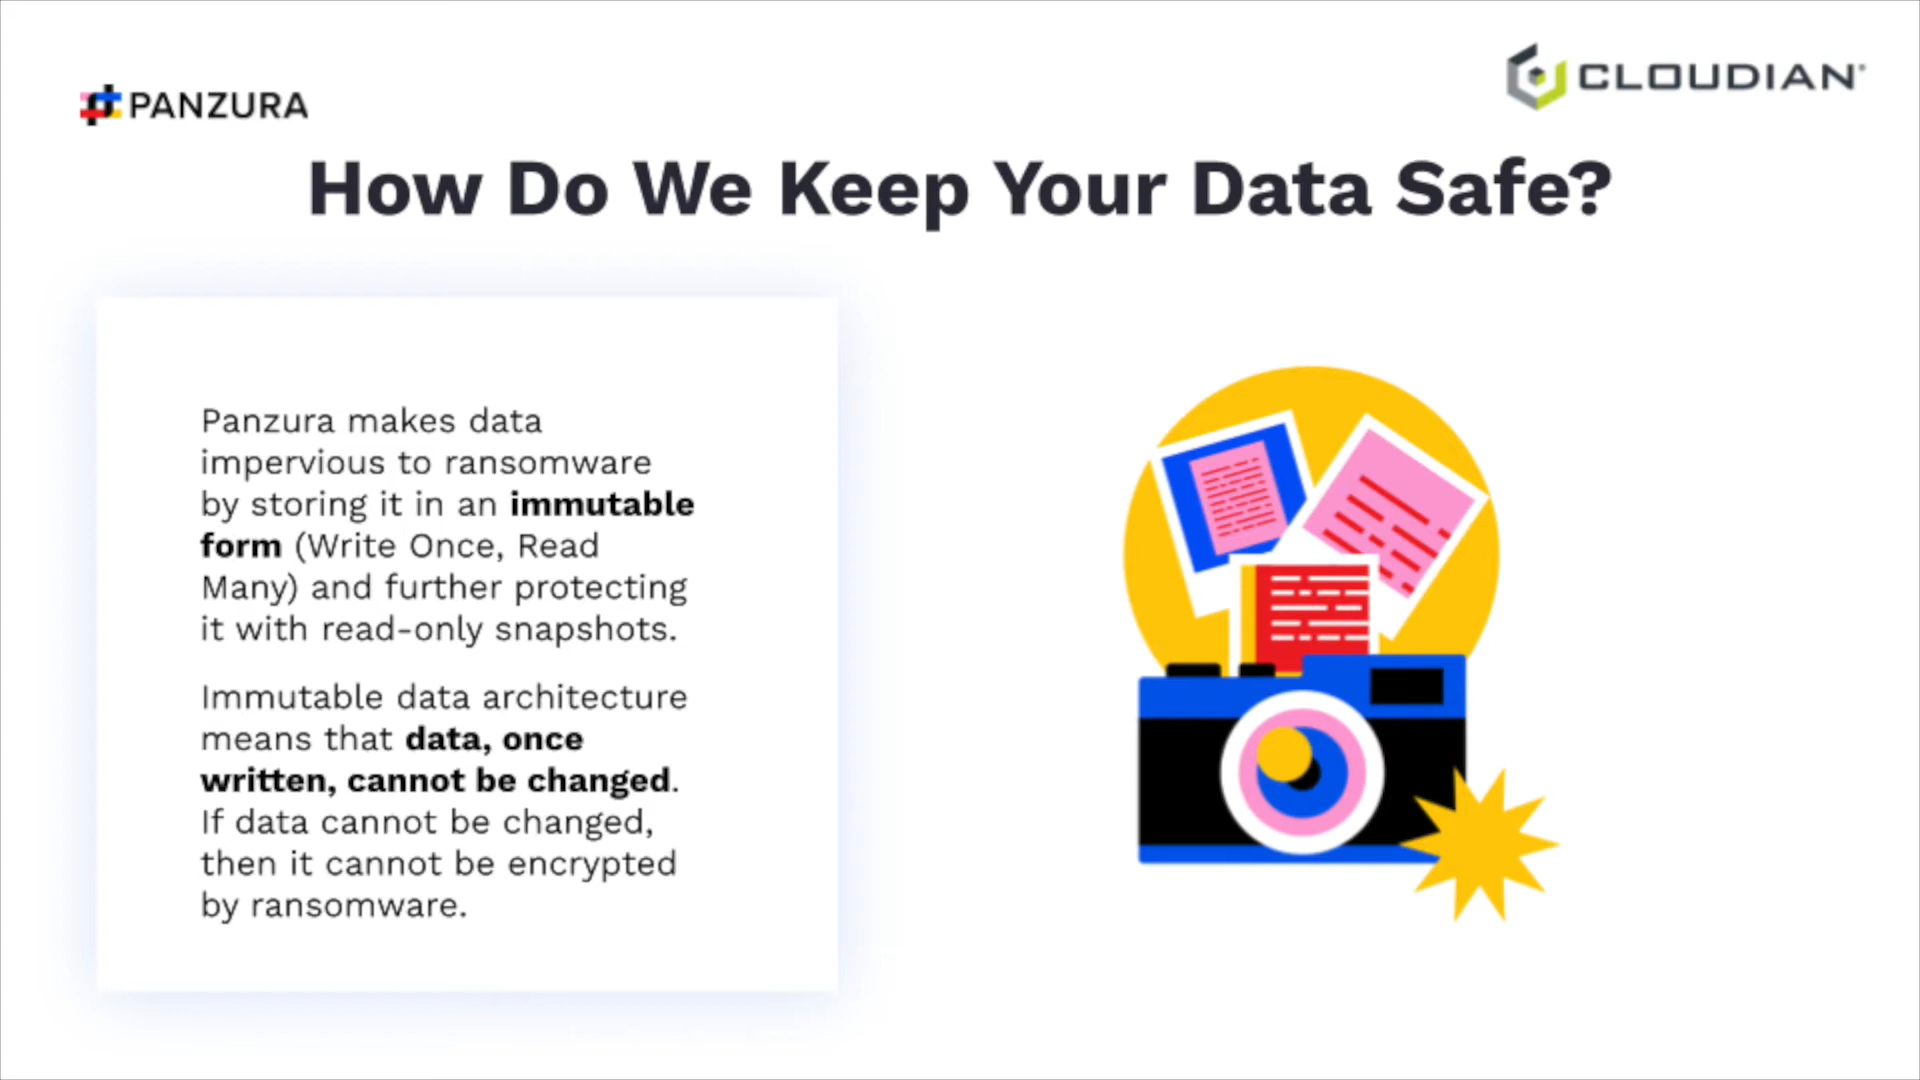 PANZURA
CLOUDIAN
How Do We Keep Your Data Safe?
Panzura makes data
impervious to ransomware
by storing it in an immutable
form (Write Once, Read
Many) and further protecting
it with read-only snapshots.
Immutable data architecture
means that data, once
written, cannot be changed.
If data cannot be changed,
then it cannot be encrypted
by ransomware.